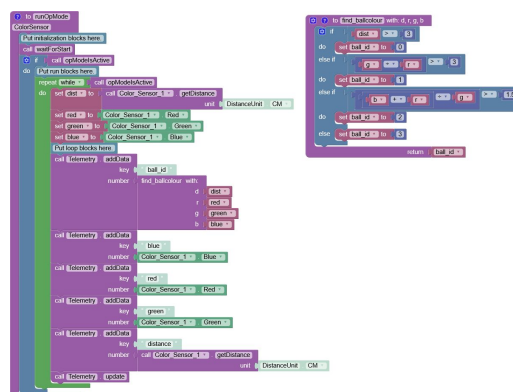 to runOpMode
ColorSensor
Put initialization blocks here.
call waitForStart
if call opModeIsActive
do Put run blocks here.
repeat while call opModeIsActive
do set dist to call Color_Sensor_1 . getDistance
unit DistanceUnit CM
set red to Color_Sensor_1 . Red
set green to Color_Sensor_1 . Green
set blue to Color_Sensor_1 . Blue
Put loop blocks here.
call Telemetry . addData
key ball_id
number find_ballcolour with:
d dist
r red
g green
b blue
call Telemetry . addData
key blue
number Color_Sensor_1 . Blue
call Telemetry . addData
key red
number Color_Sensor_1 . Red
call Telemetry . addData
key green
number Color_Sensor_1 . Green
call Telemetry . addData
key distance
number call Color_Sensor_1 . getDistance
unit DistanceUnit CM
call Telemetry . update
to find_ballcolour with: d, r, g, b
if dist > 3
do set ball_id to 0
else if g ÷ r > 3
do set ball_id to 1
else if b r g >
do set ball_id to 2
else set ball_id to 3
return ball_id